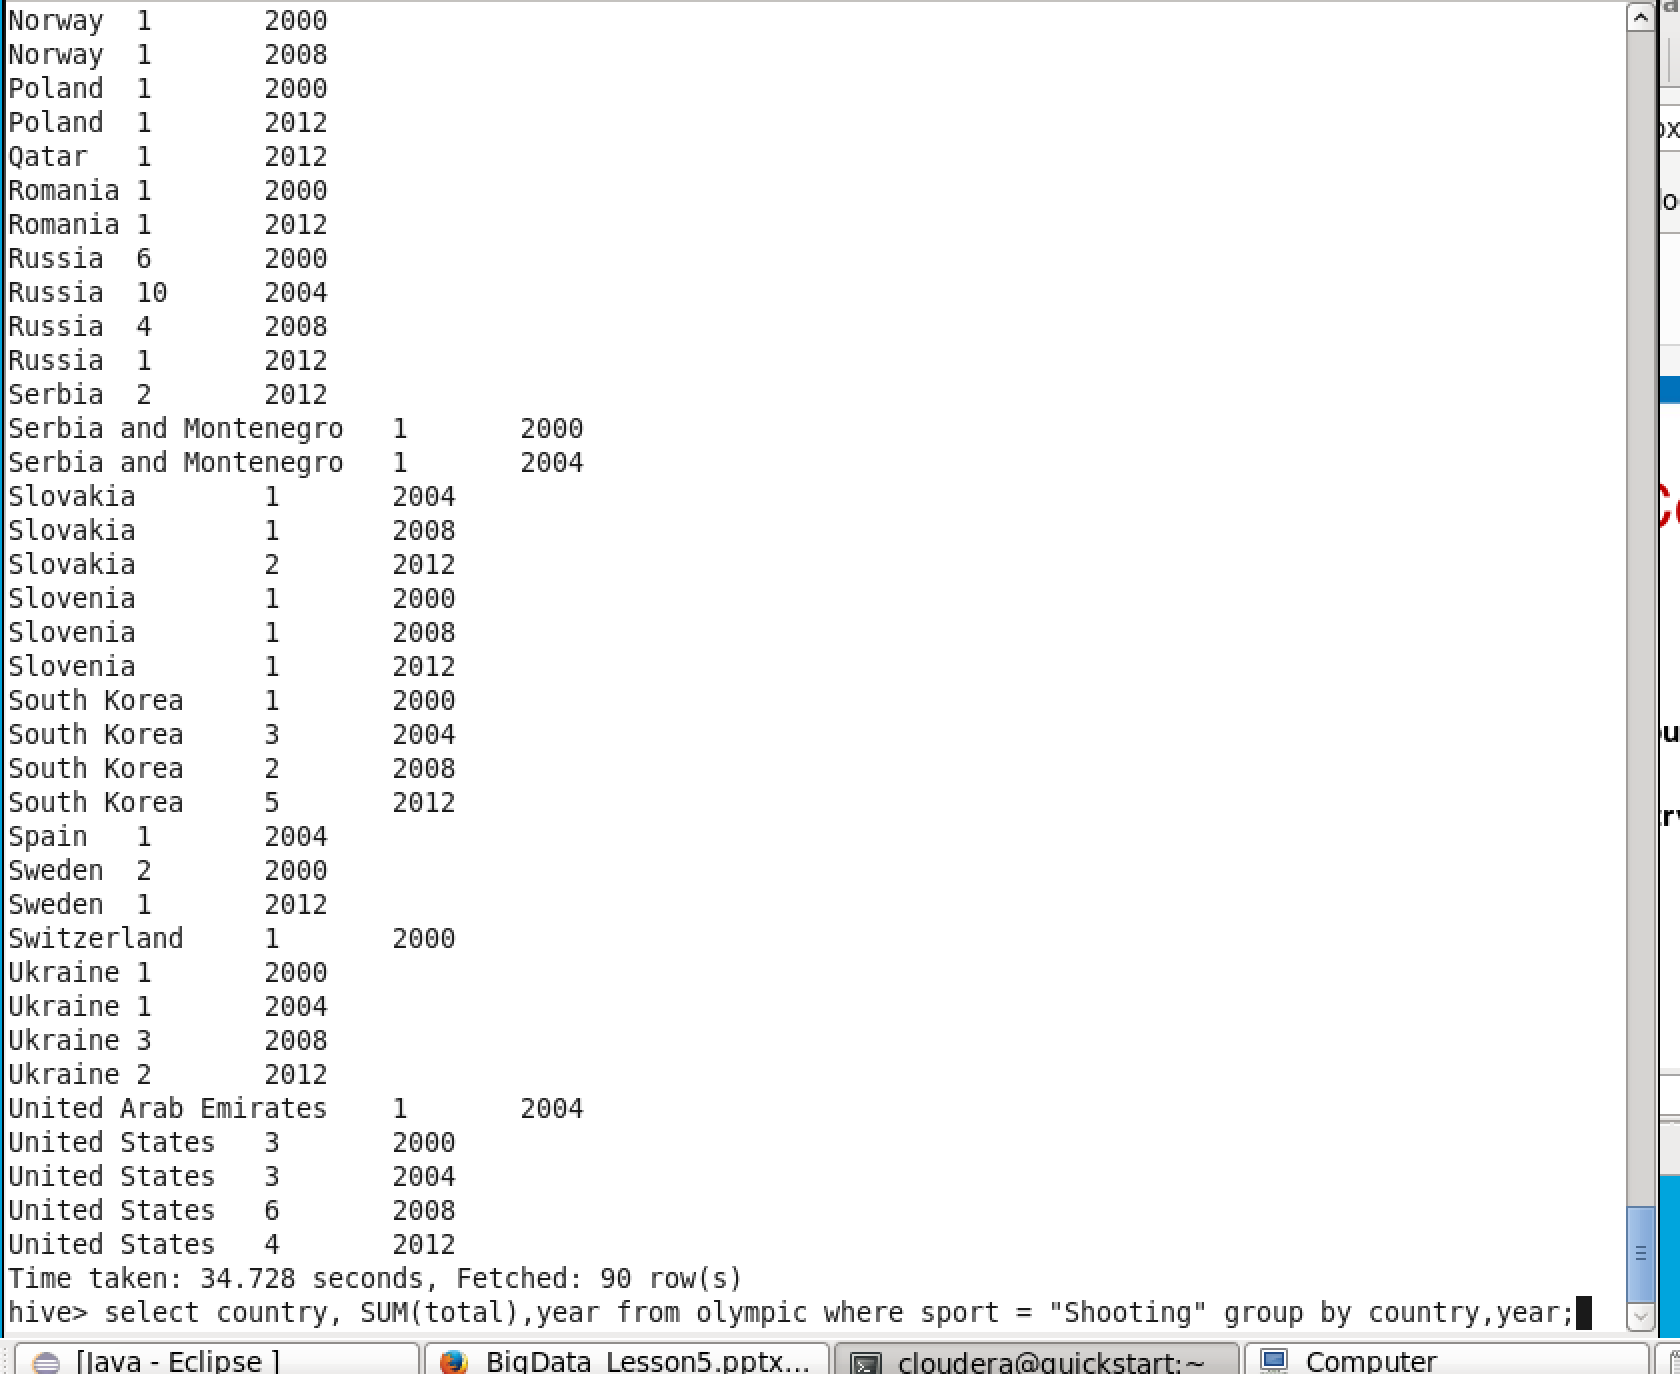 Norway 1 2000
Norway 1 2008
Poland 1 2000
Poland 1 2012
Qatar 1 2012
Romania 1 2000
Romania 1 2012
Russia 6 2000
Russia 10 2004
Russia 4 2008
Russia 1 2012
Serbia 2 2012
Serbia and Montenegro 1 2000
Serbia and Montenegro 1 2004
Slovakia 1 2004
Slovakia 1 2008
Slovakia 2 2012
Slovenia 1 2000
Slovenia 1 2008
Slovenia 1 2012
South Korea 1 2000
South Korea 3 2004
South Korea 2 2008
South Korea 5 2012
Spain 1 2004
Sweden 2 2000
Sweden 1 2012
Switzerland 1 2000
Ukraine 1 2000
Ukraine 1 2004
Ukraine 3 2008
Ukraine 2 2012
United Arab Emirates 1 2004
United States 3 2000
United States 3 2004
United States 6 2008
United States 4 2012
Time taken: 34.728 seconds, Fetched: 90 row(s)
hive> select country, SUM(total),year from olympic where sport = "Shooting" group by country,year;
[Java - Eclipse ] BigData_Lesson5.pptx... cloudera@quickstart:~ Computer